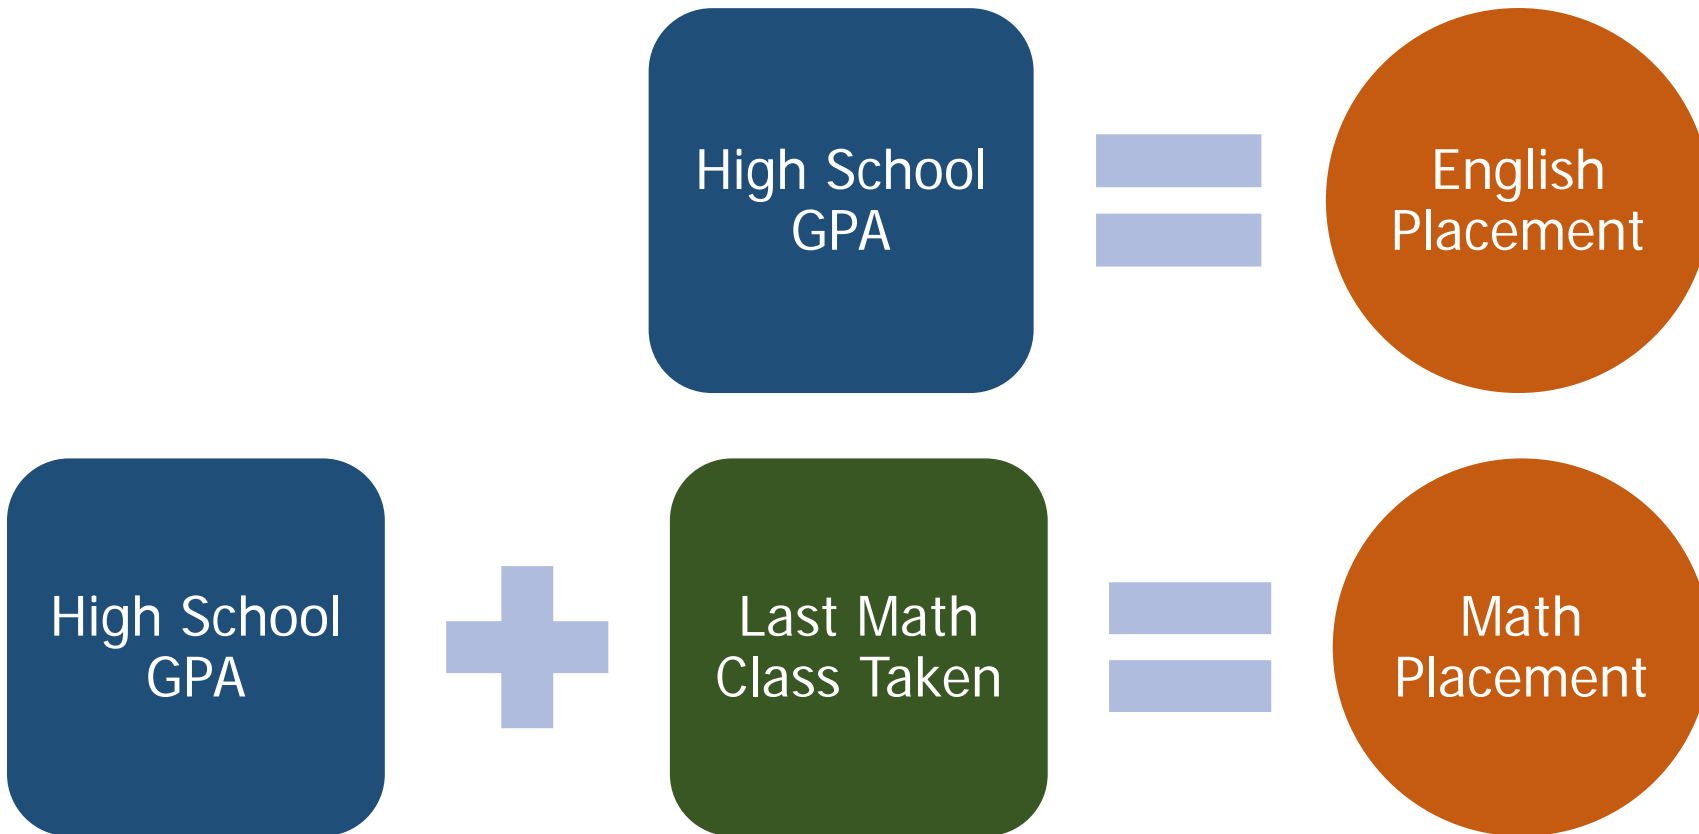 High School
GPA
English
Placement
High School
GPA
Last Math
Class Taken
Math
Placement